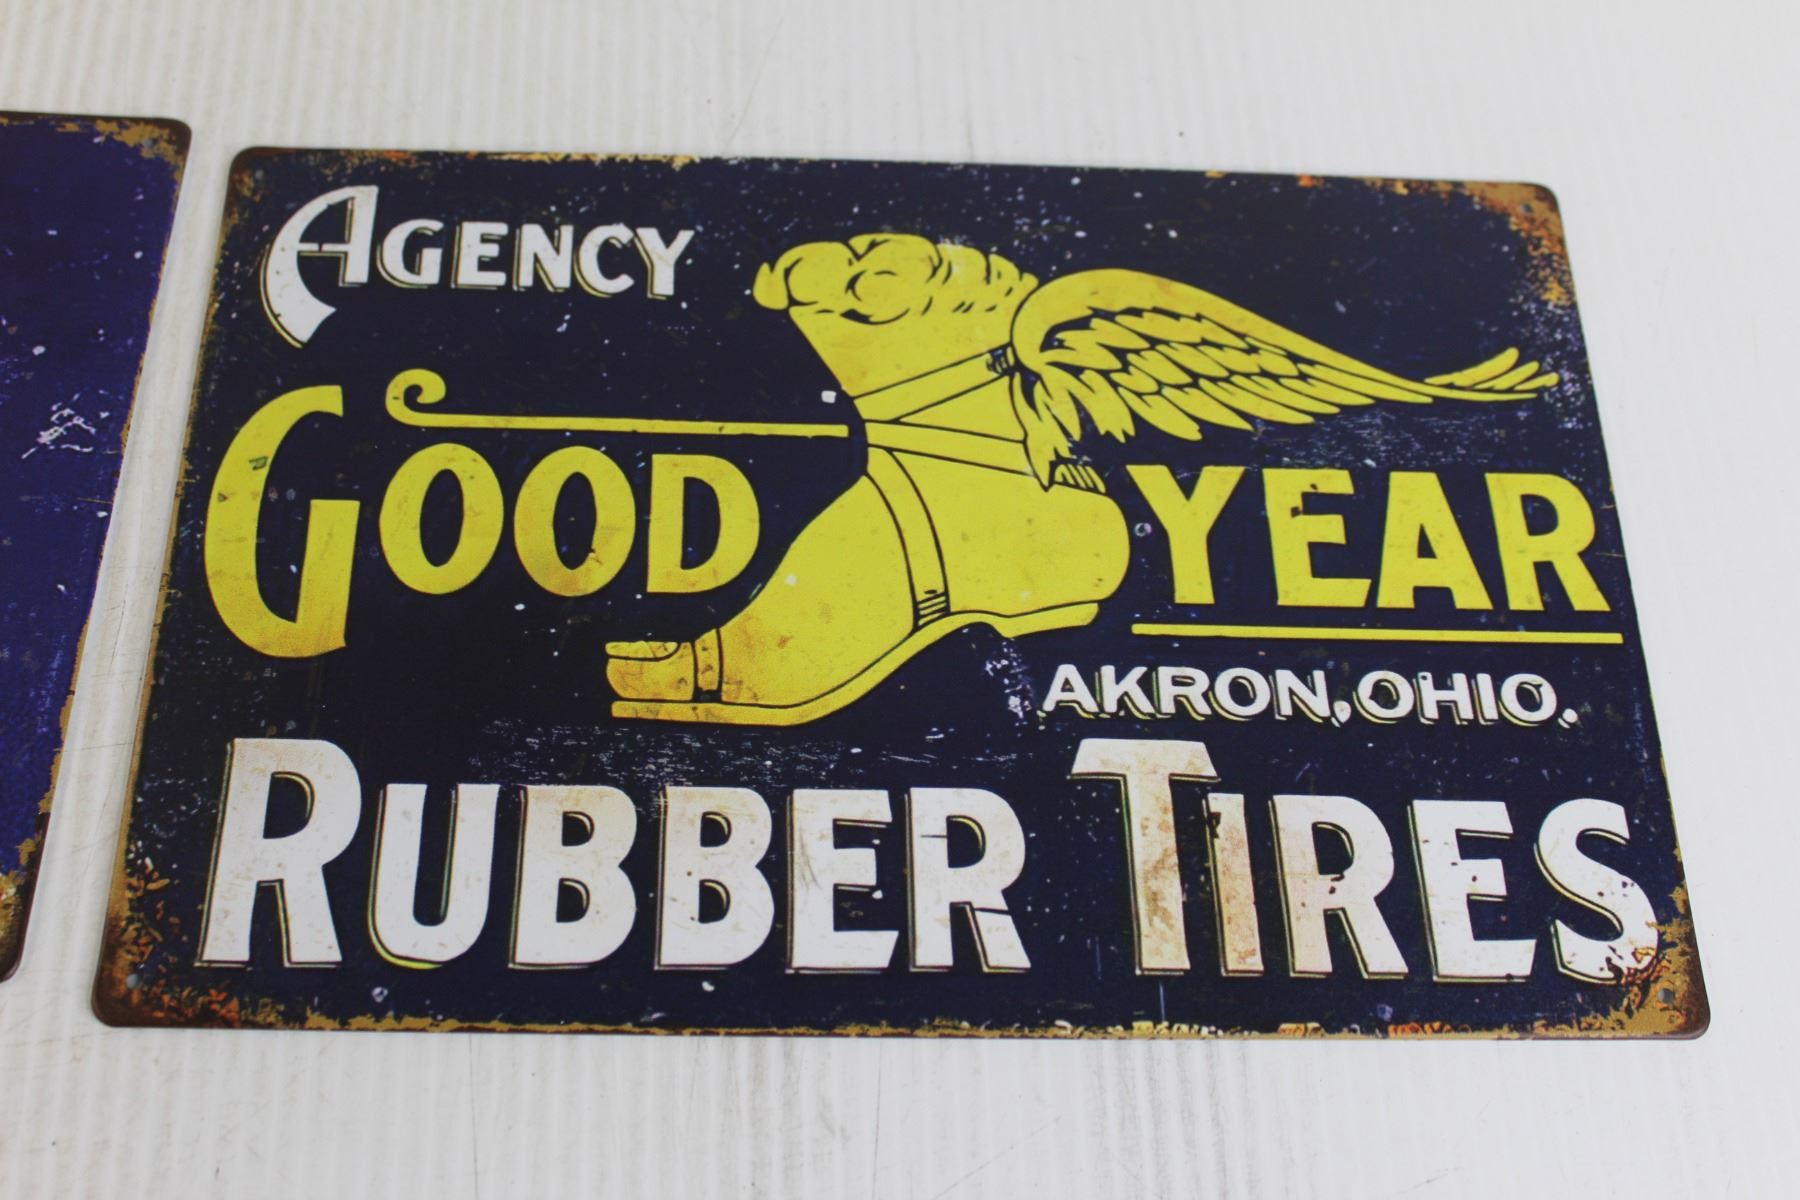 AGENCY
GOOD YEAR
AKRON, OHIO.
RUBBER TIRES